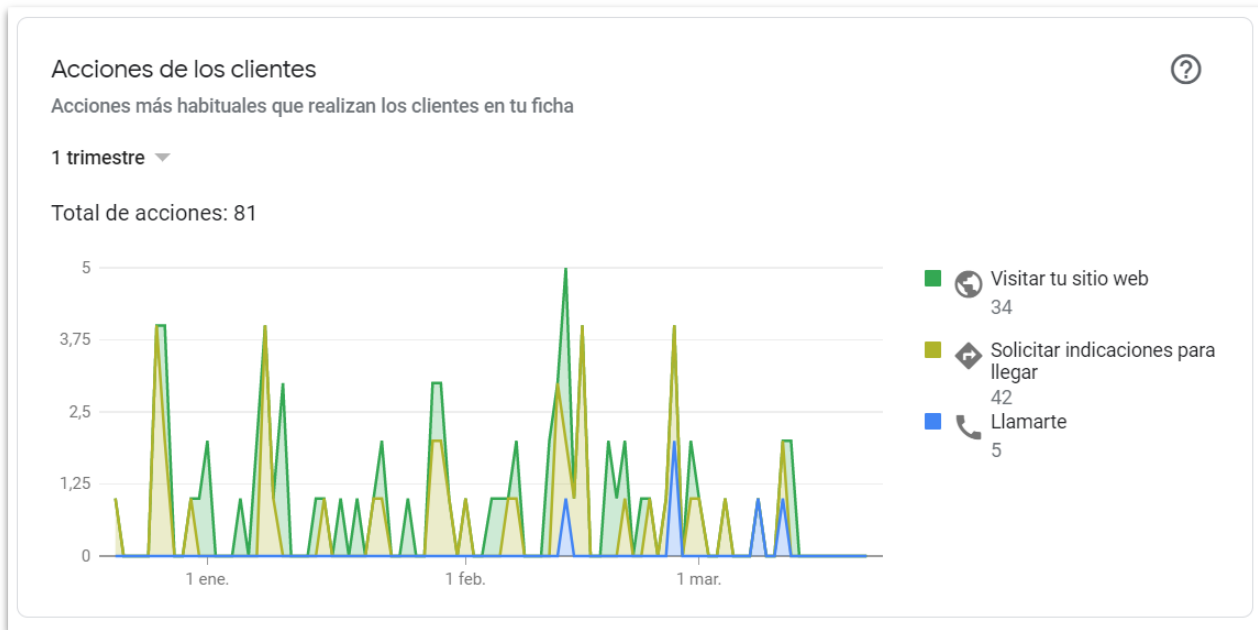 Acciones de los clientes
Acciones más habituales que realizan los clientes en tu ficha
1 trimestre
Total de acciones: 81
5
3,75
2,5
1,25
0
1 ene.
1 feb.
1 mar.
Visitar tu sitio web
34
Solicitar indicaciones para
llegar
42
Llamarte
5